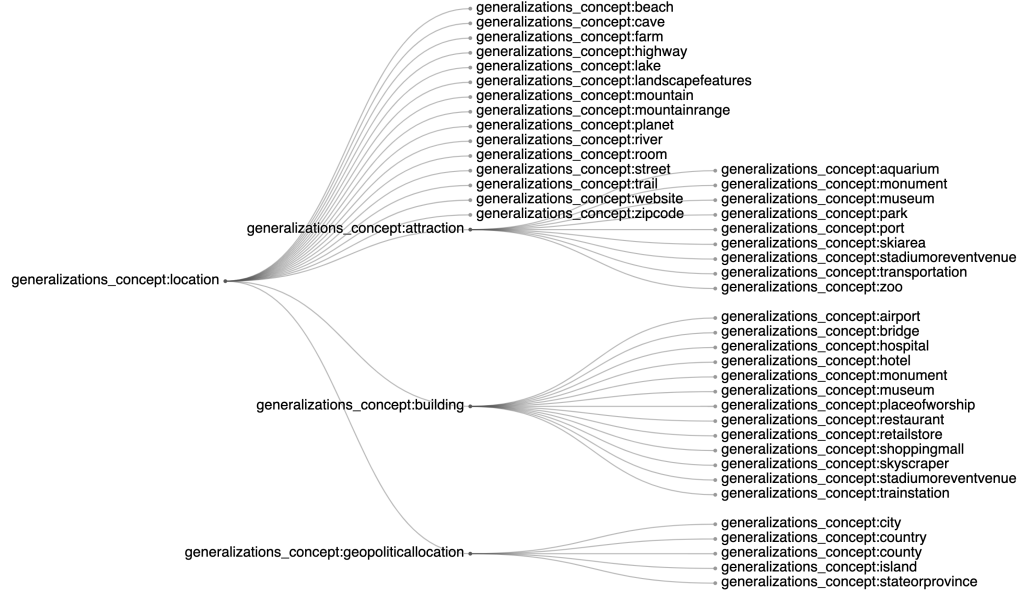 generalizations_concept:beach
generalizations_concept:cave
generalizations_concept:farm
generalizations_concept:highway
generalizations_concept:lake
generalizations_concept:landscapefeatures
generalizations_concept:mountain
generalizations_concept:mountainrange
generalizations_concept:planet
generalizations_concept:river
generalizations_concept:room
generalizations_concept:street
generalizations_concept:trail
generalizations_concept:website
generalizations_concept:zipcode
generalizations_concept:attraction
generalizations_concept:aquarium
generalizations_concept:monument
generalizations_concept:museum
generalizations_concept:park
generalizations_concept:port
generalizations_concept:skiarea
generalizations_concept:stadiumoreventvenue
generalizations_concept:transportation
generalizations_concept:zoo
generalizations_concept:location
generalizations_concept:building
generalizations_concept:airport
generalizations_concept:bridge
generalizations_concept:hospital
generalizations_concept:hotel
generalizations_concept:monument
generalizations_concept:museum
generalizations_concept:placeofworship
generalizations_concept:restaurant
generalizations_concept:retailstore
generalizations_concept:shoppingmall
generalizations_concept:skyscraper
generalizations_concept:stadiumoreventvenue
generalizations_concept:trainstation
generalizations_concept:geopoliticallocation
generalizations_concept:city
generalizations_concept:country
generalizations_concept:county
generalizations_concept:island
generalizations_concept:stateorprovince